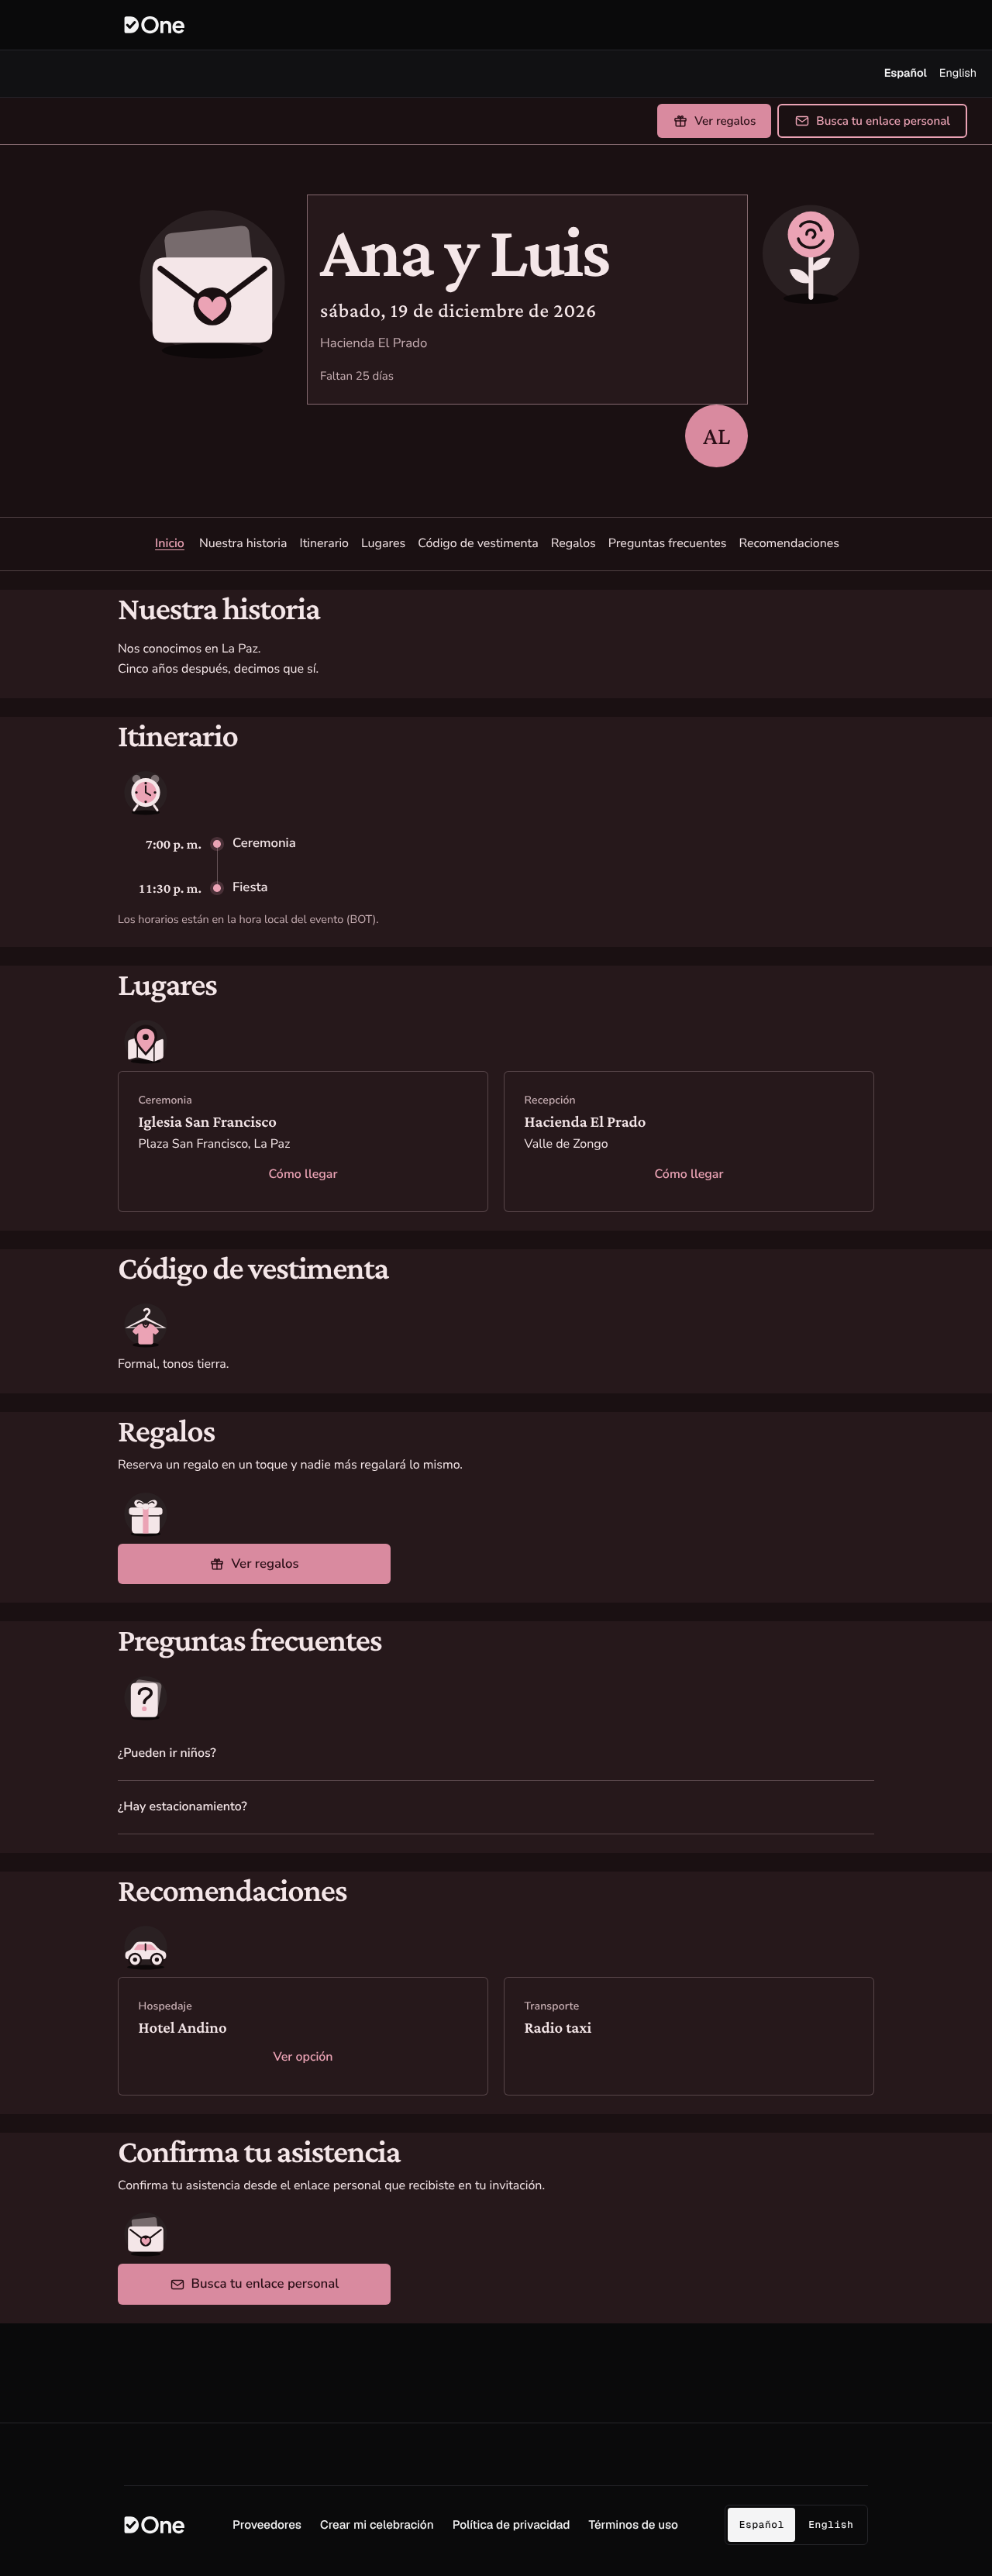 One
Español English
Ver regalos Busca tu enlace personal
Ana y Luis
sábado, 19 de diciembre de 2026
Hacienda El Prado
Faltan 25 días
AL
Inicio Nuestra historia Itinerario Lugares Código de vestimenta Regalos Preguntas frecuentes Recomendaciones
Nuestra historia
Nos conocimos en La Paz.
Cinco años después, decimos que sí.
Itinerario
7:00 p. m. Ceremonia
11:30 p. m. Fiesta
Los horarios están en la hora local del evento (BOT).
Lugares
Ceremonia
Iglesia San Francisco
Plaza San Francisco, La Paz
Cómo llegar
Recepción
Hacienda El Prado
Valle de Zongo
Cómo llegar
Código de vestimenta
Formal, tonos tierra.
Regalos
Reserva un regalo en un toque y nadie más regalará lo mismo.
Ver regalos
Preguntas frecuentes
?
¿Pueden ir niños?
¿Hay estacionamiento?
Recomendaciones
Hospedaje
Hotel Andino
Ver opción
Transporte
Radio taxi
Confirma tu asistencia
Confirma tu asistencia desde el enlace personal que recibiste en tu invitación.
Busca tu enlace personal
One Proveedores Crear mi celebración Política de privacidad Términos de uso Español English